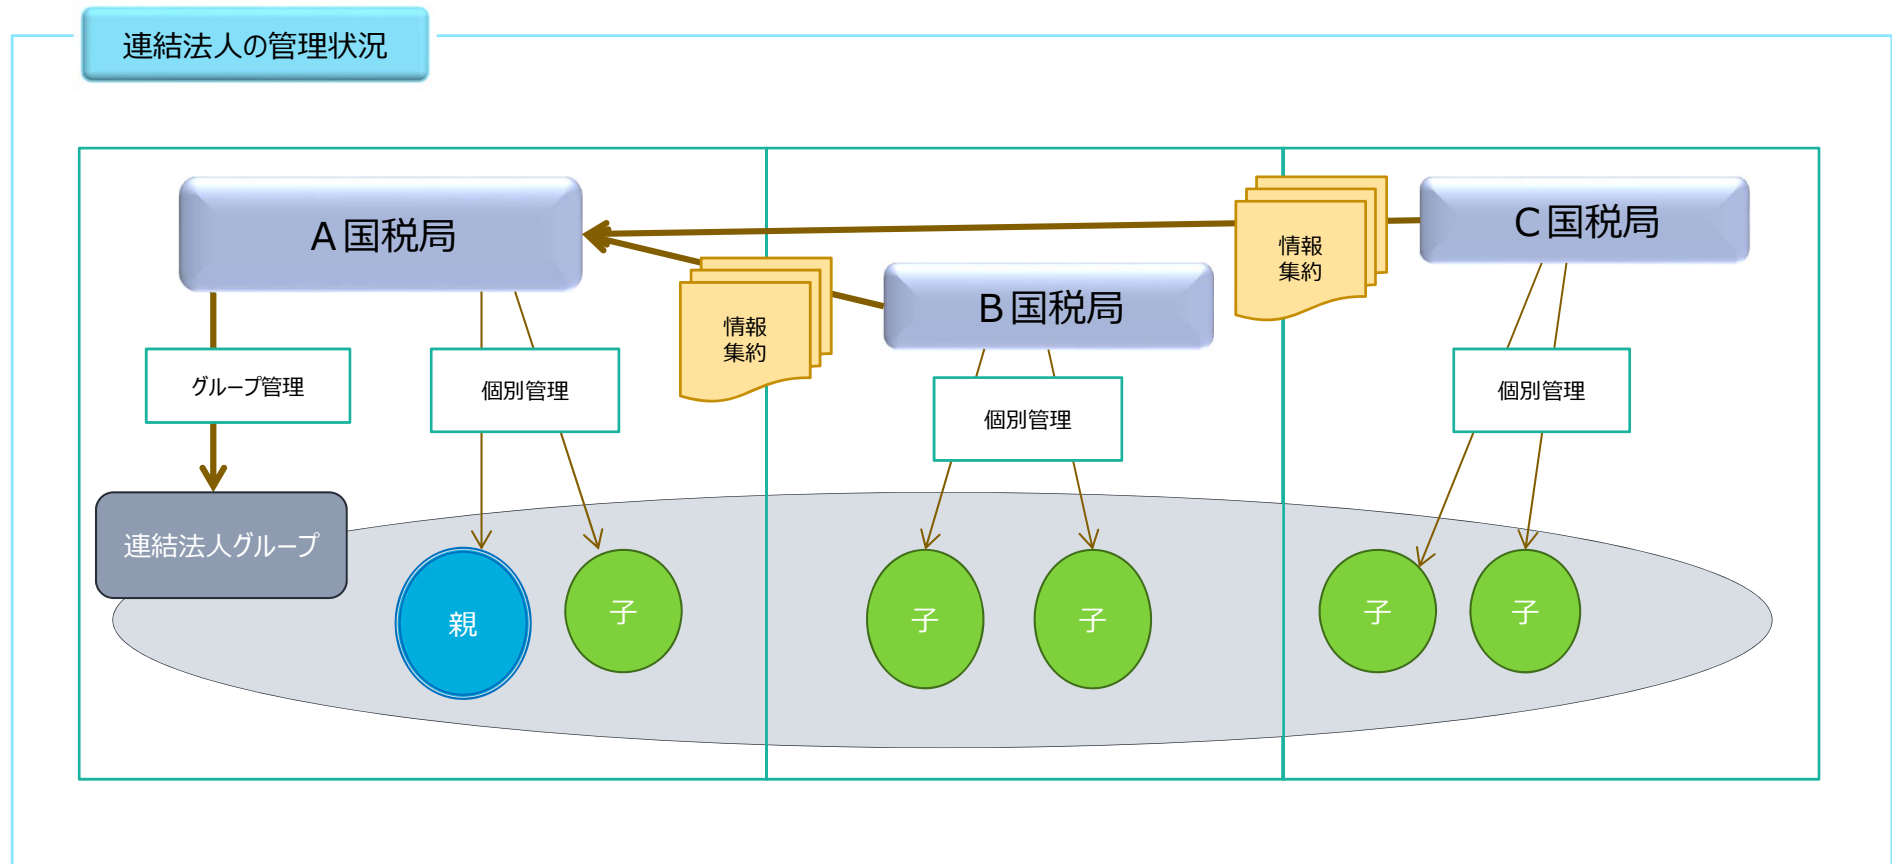 連結法人の管理状況
A国税局
B国税局
C国税局
情報
集約
情報
集約
グループ管理
個別管理
個別管理
個別管理
連結法人グループ
親
子
子
子
子
子